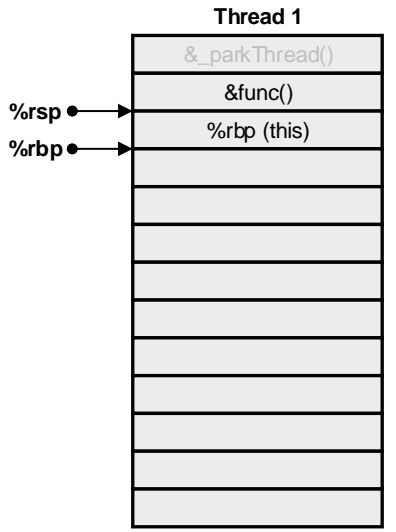 Thread 1
&_parkThread()
&func()
%rsp
%rbp (this)
%rbp